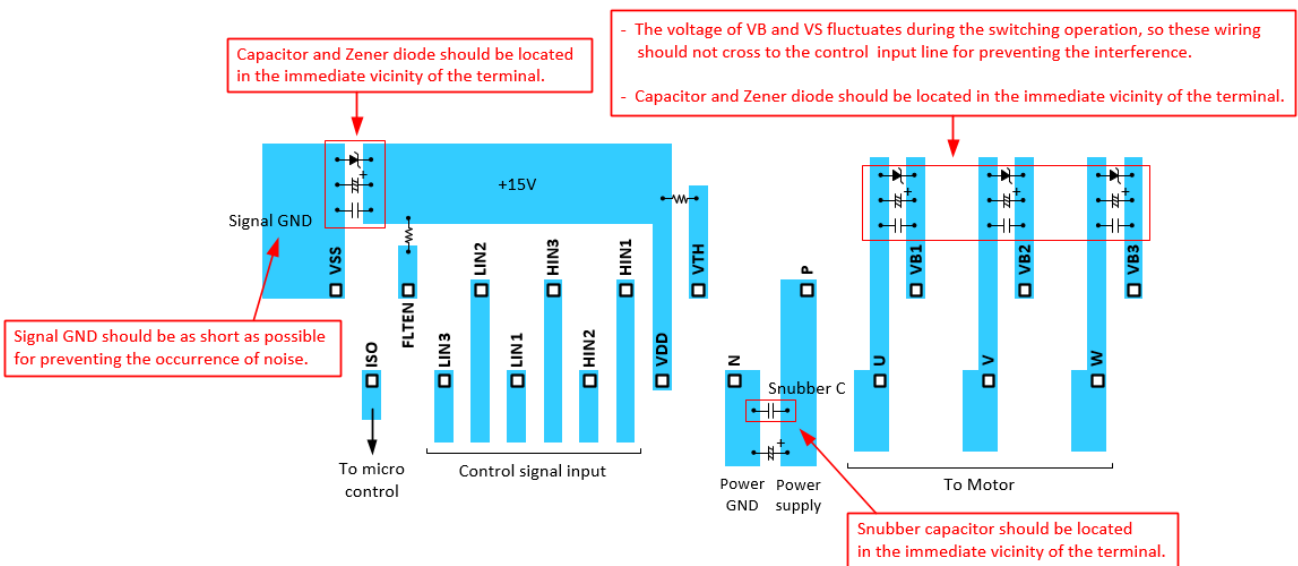 Capacitor and Zener diode should be located
in the immediate vicinity of the terminal.
- The voltage of VB and VS fluctuates during the switching operation, so these wiring
should not cross to the control input line for preventing the interference.
- Capacitor and Zener diode should be located in the immediate vicinity of the terminal.
+
+15V
Signal GND
VSS
FLTEN
LIN2
HIN3
HIN1
VTH
P
+
VB1
+
VB2
+
VB3
Signal GND should be as short as possible
for preventing the occurrence of noise.
ISO
LIN3
LIN1
HIN2
VDD
N
U
V
W
Snubber C
+
To micro
control
Control signal input
Power
GND
Power
supply
To Motor
Snubber capacitor should be located
in the immediate vicinity of the terminal.